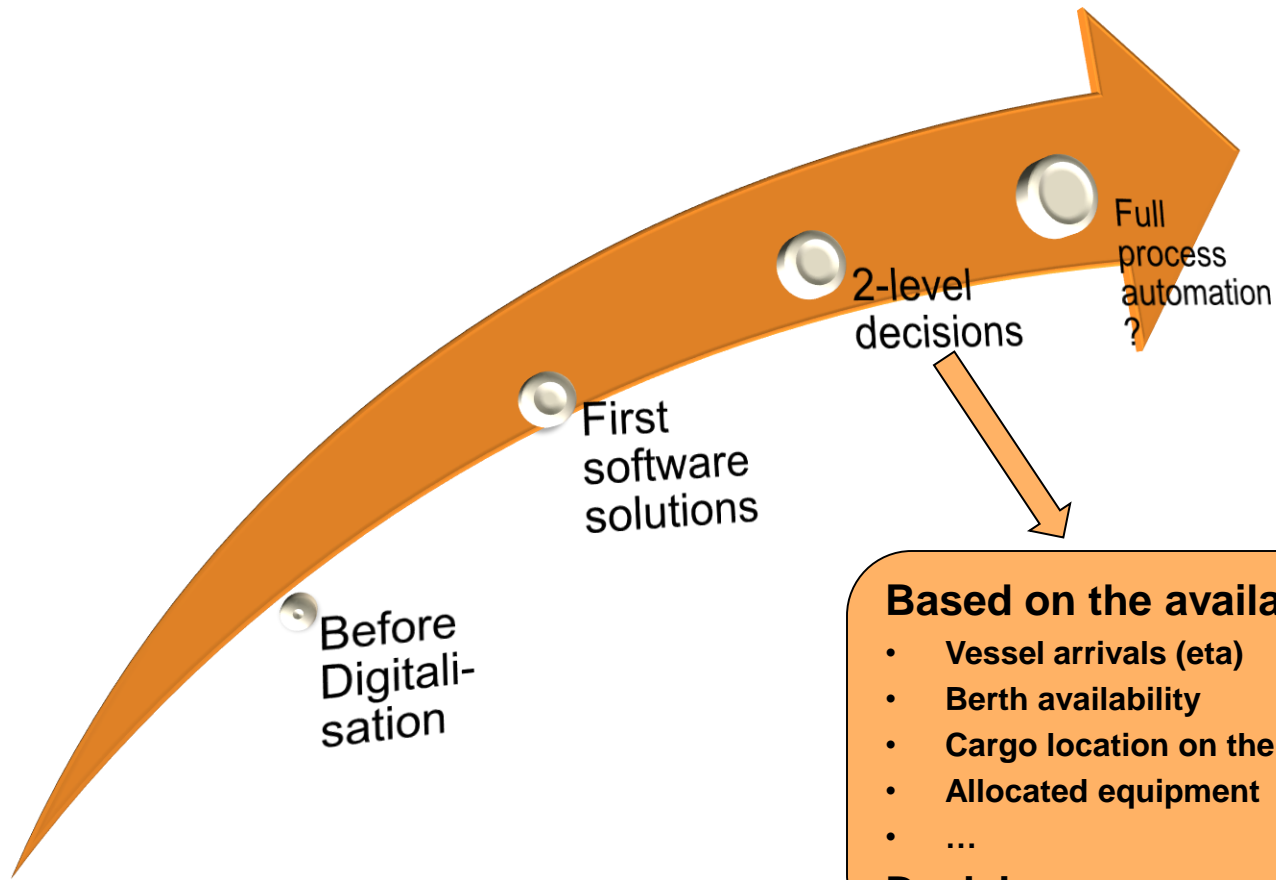 Before
Digitali-
sation
First
software
solutions
2-level
decisions
Full
process
automation
?
Based on the
• Vessel arrivals (eta)
• Berth availability
• Cargo location on the
• Allocated equipment
• …